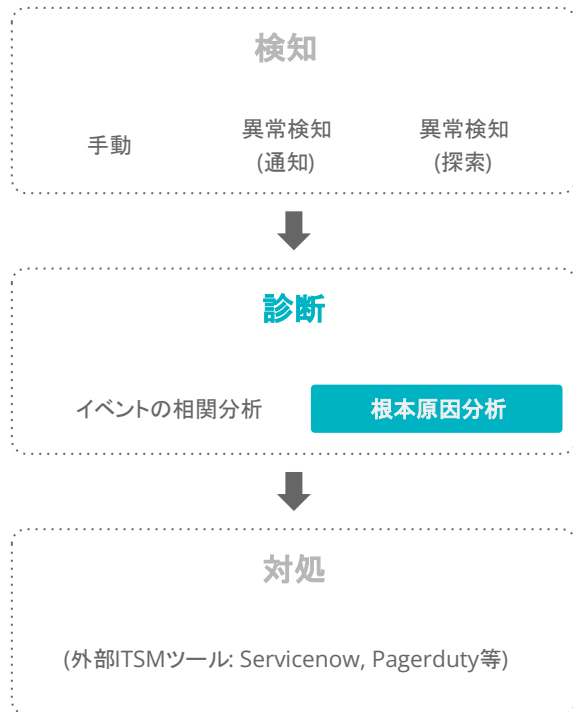 検知
手動
異常検知
(通知)
異常検知
(探索)
診断
イベントの相関分析
根本原因分析
対処
(外部ITSMツール: Servicenow, Pagerduty等)